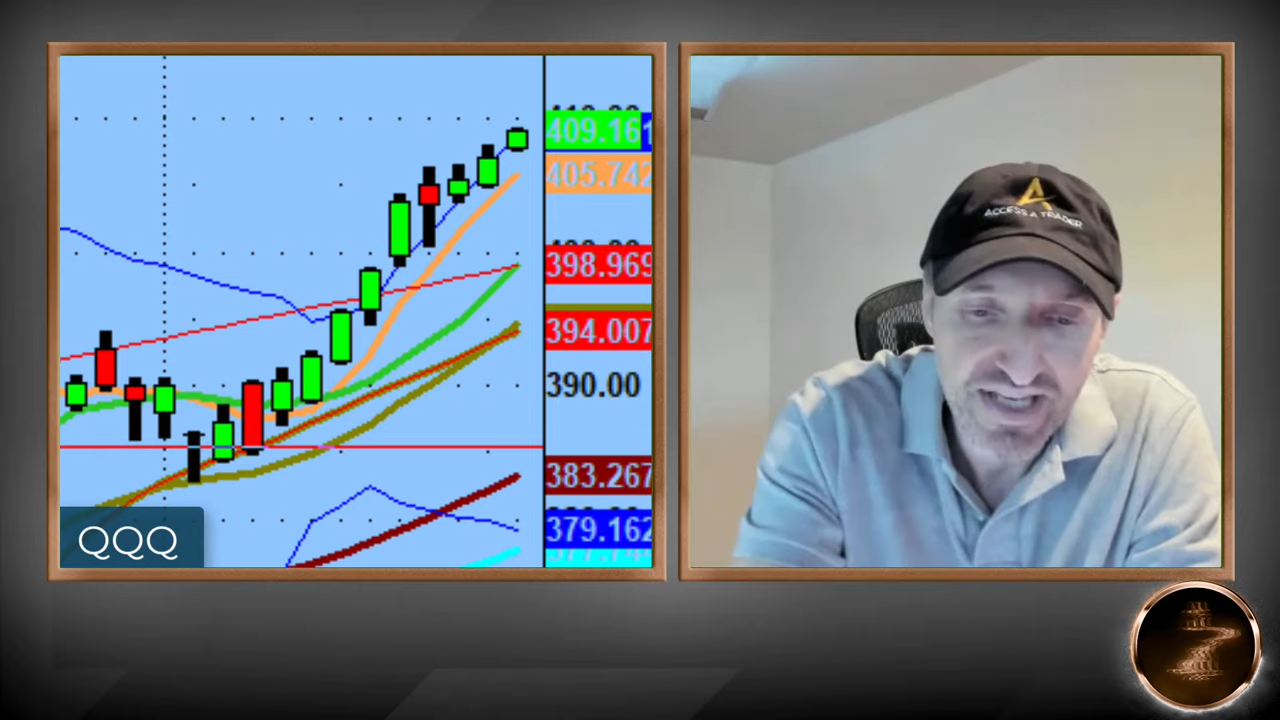 409.16
405.742
398.969
394.007
390.00
383.267
379.162
QQQ
A
ACCESS A TRADER